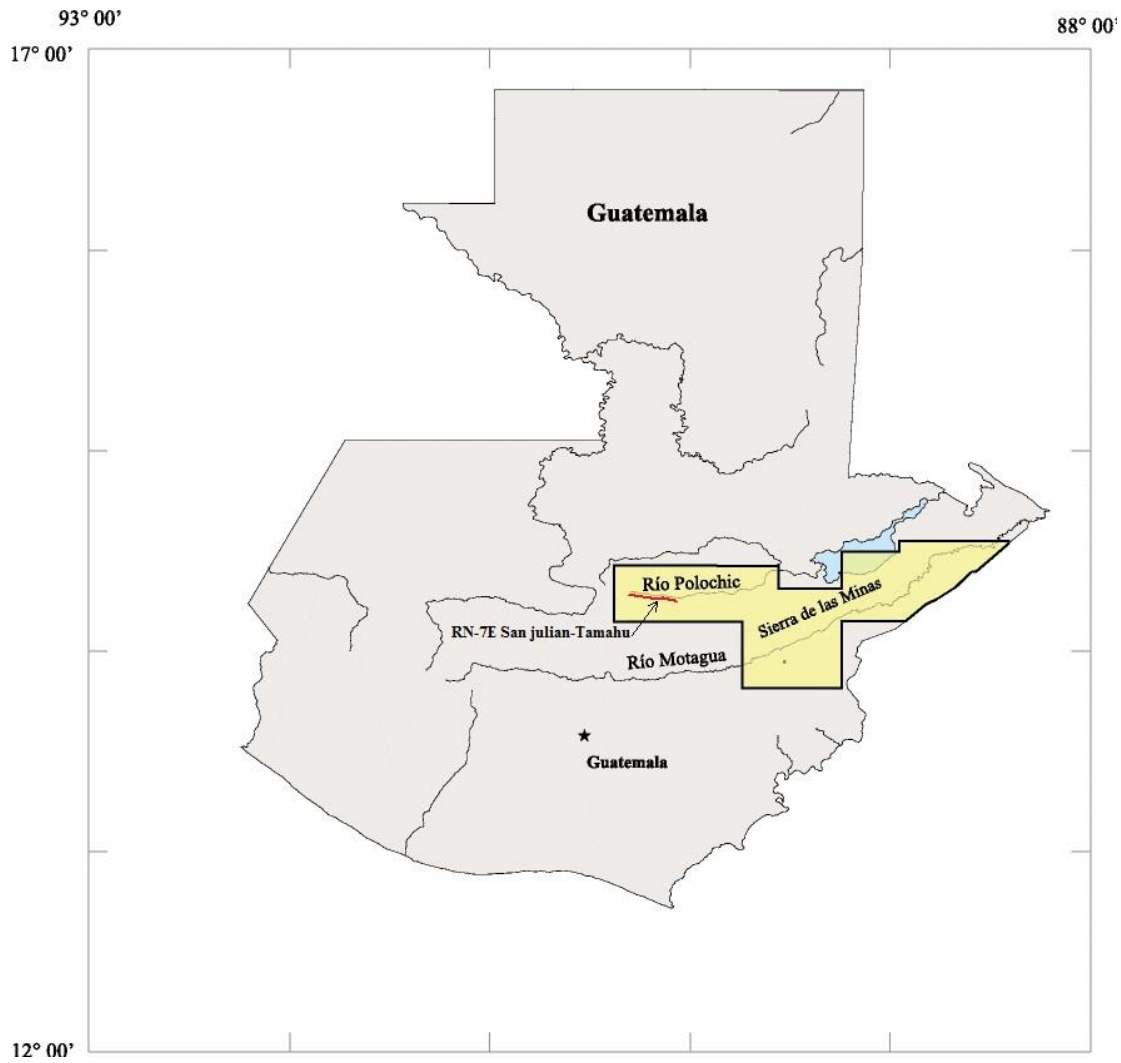 93° 00’
88° 00’
17° 00’
Guatemala
Río Polochic
Sierra de las Minas
RN-7E San julian-Tamahu
Río Motagua
Guatemala
12° 00’